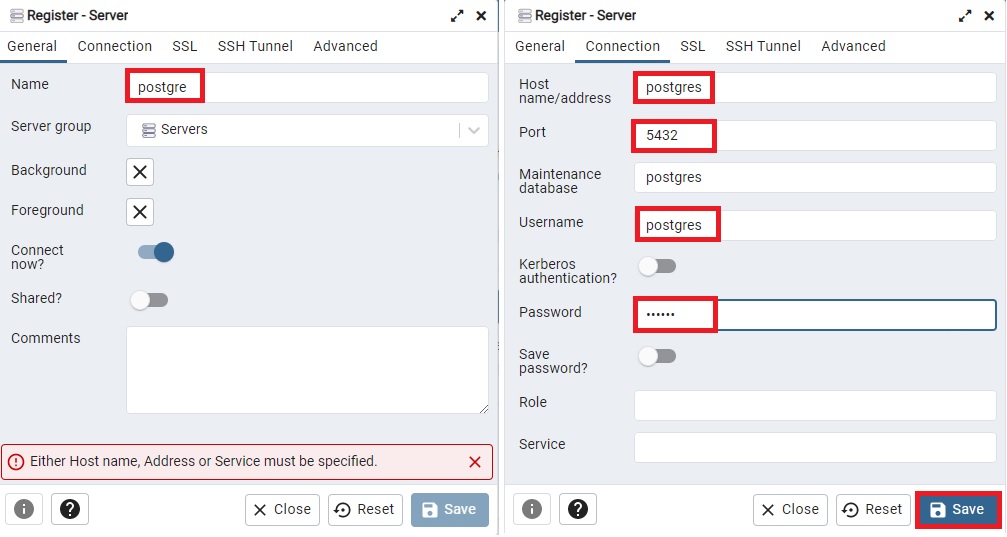 Register - Server
General Connection SSL SSH Tunnel Advanced
Name
postgre
Server group
Servers
Background
Foreground
Connect
now?
Shared?
Comments
Either Host name, Address or Service must be specified.
Close
Reset
Save
Register - Server
General Connection SSL SSH Tunnel Advanced
Host
name/address
postgres
Port
5432
Maintenance
database
postgres
Username
postgres
Kerberos
authentication?
Password
••••••
Save
password?
Role
Service
Close
Reset
Save